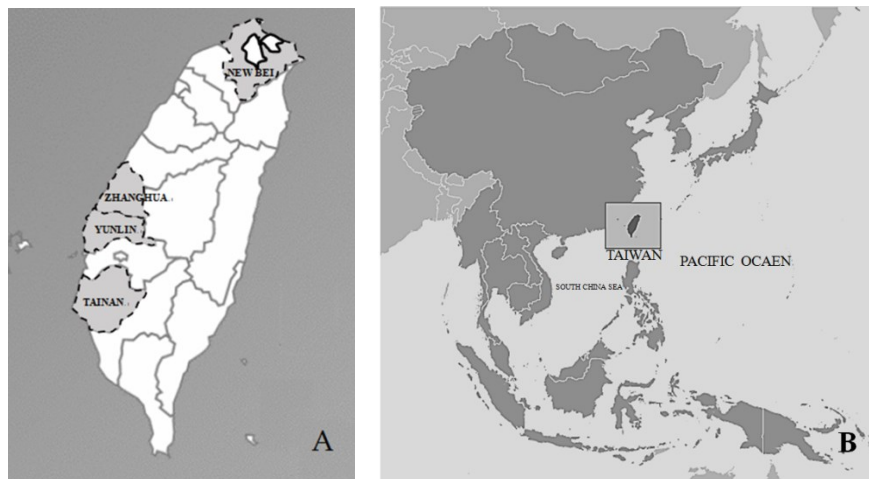 NEW BEI
ZHANGHUA
YUNLIN
TAINAN
A
TAIWAN
PACIFIC OCAEN
SOUTH CHINA SEA
B